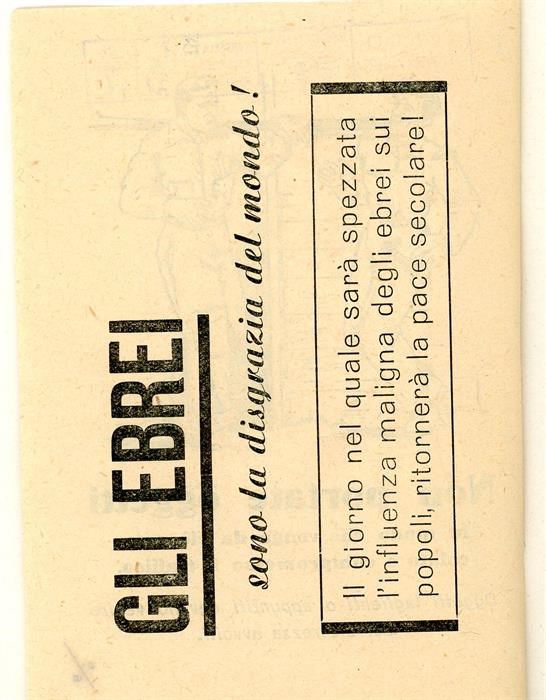 GLI EBREI
sono la disgrazia del mondo!
Il giorno nel quale sarà spezzata
l'influenza maligna degli ebrei sui
popoli, ritornerà la pace secolare!